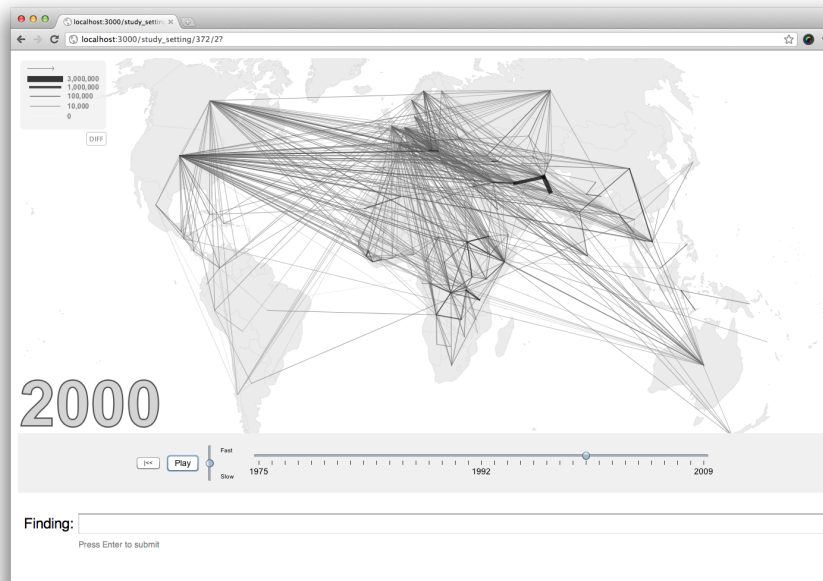 localhost:3000/study_setting
localhost:3000/study_setting/372/2?
3,000,000
1,000,000
100,000
10,000
0
DIFF
2000
|<<
Play
Fast
Slow
1975
1992
2009
Finding:
Press Enter to submit